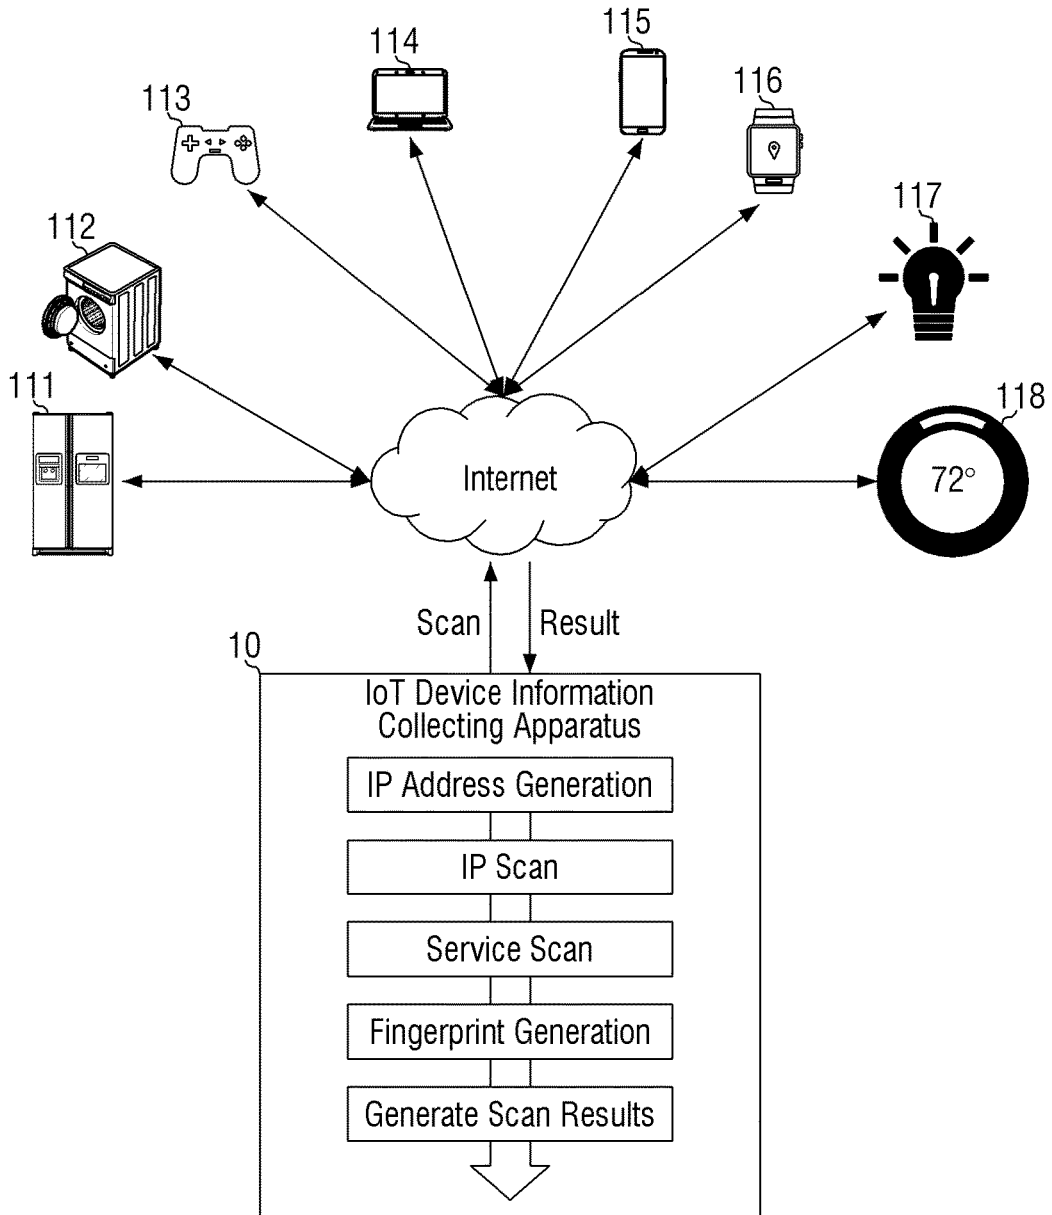 115
114
116
113
117
112
111
118
Internet
72°
Scan
Result
10
IoT Device Information
Collecting Apparatus
IP Address Generation
IP Scan
Service Scan
Fingerprint Generation
Generate Scan Results